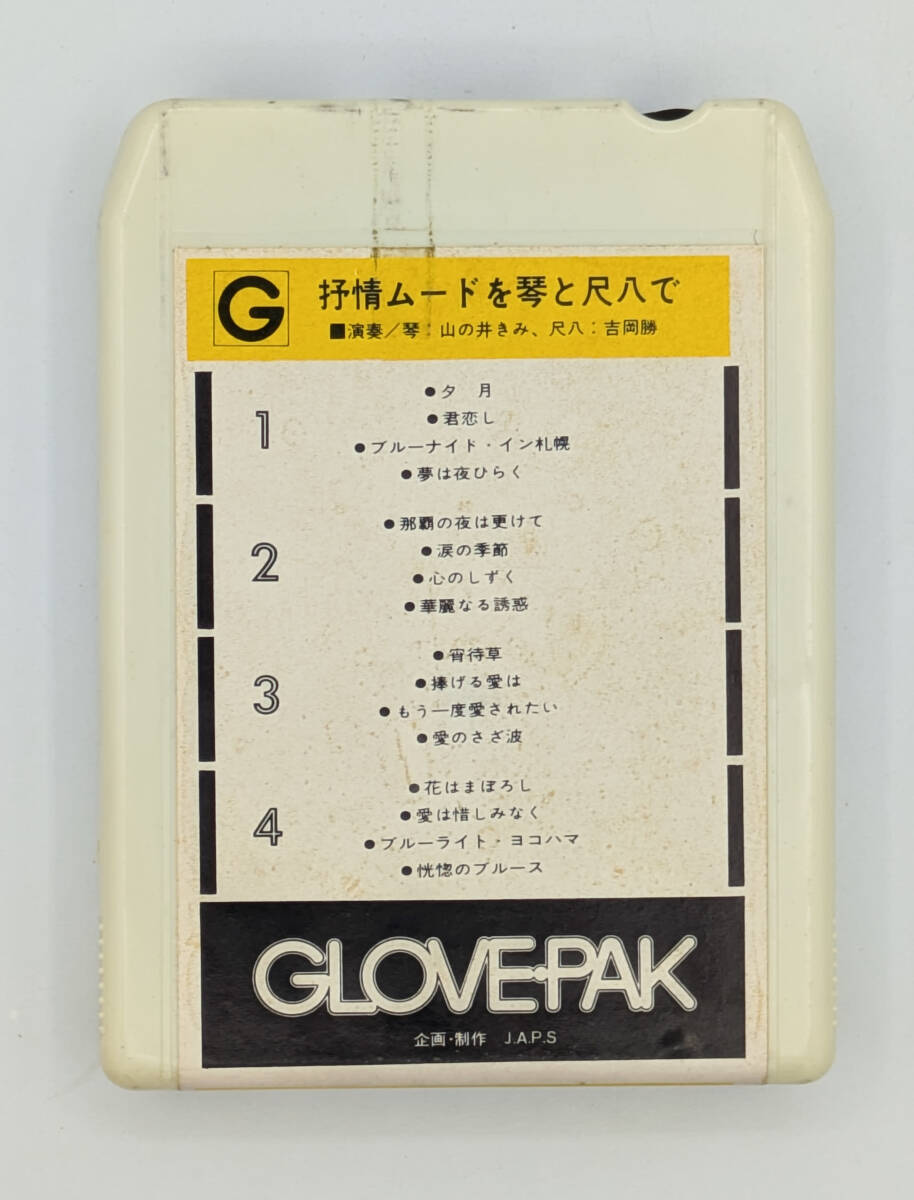 G
抒情ムードを琴と尺八で
■演奏／琴：山の井きみ、尺八：吉岡勝
1
●夕　月
●君恋し
●ブルーナイト・イン札幌
●夢は夜ひらく
2
●那覇の夜は更けて
●涙の季節
●心のしずく
●華麗なる誘惑
3
●宵待草
●捧げる愛は
●もう一度愛されたい
●愛のさざ波
4
●花はまぼろし
●愛は惜しみなく
●ブルーライト・ヨコハマ
●恍惚のブルース
GLOVE・PAK
企画・制作　J.A.P.S